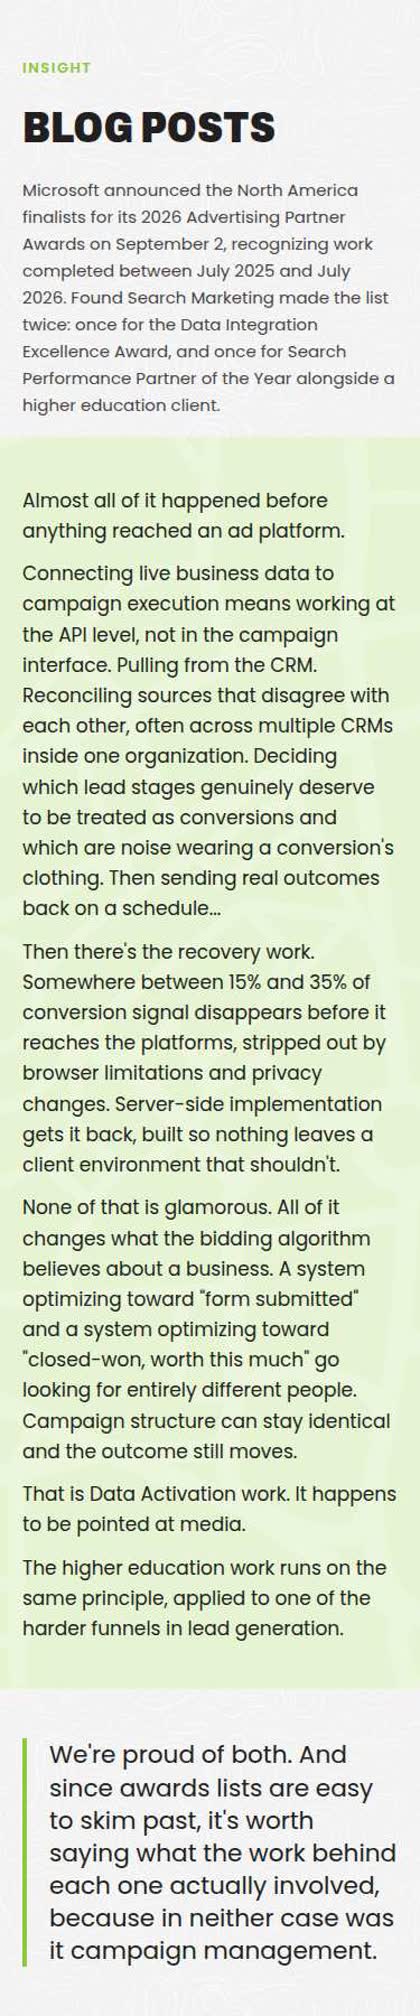 INSIGHT
BLOG POSTS
Microsoft announced the North America
finalists for its 2026 Advertising Partner
Awards on September 2, recognizing work
completed between July 2025 and July
2026. Found Search Marketing made the list
twice: once for the Data Integration
Excellence Award, and once for Search
Performance Partner of the Year alongside a
higher education client.
Almost all of it happened before
anything reached an ad platform.
Connecting live business data to
campaign execution means working at
the API level, not in the campaign
interface. Pulling from the CRM.
Reconciling sources that disagree with
each other, often across multiple CRMs
inside one organization. Deciding
which lead stages genuinely deserve
to be treated as conversions and
which are noise wearing a conversion's
clothing. Then sending real outcomes
back on a schedule...
Then there's the recovery work.
Somewhere between 15% and 35% of
conversion signal disappears before it
reaches the platforms, stripped out by
browser limitations and privacy
changes. Server-side implementation
gets it back, built so nothing leaves a
client environment that shouldn't.
None of that is glamorous. All of it
changes what the bidding algorithm
believes about a business. A system
optimizing toward "form submitted"
and a system optimizing toward
"closed-won, worth this much" go
looking for entirely different people.
Campaign structure can stay identical
and the outcome still moves.
That is Data Activation work. It happens
to be pointed at media.
The higher education work runs on the
same principle, applied to one of the
harder funnels in lead generation.
We're proud of both. And
since awards lists are easy
to skim past, it's worth
saying what the work behind
each one actually involved,
because in neither case was
it campaign management.